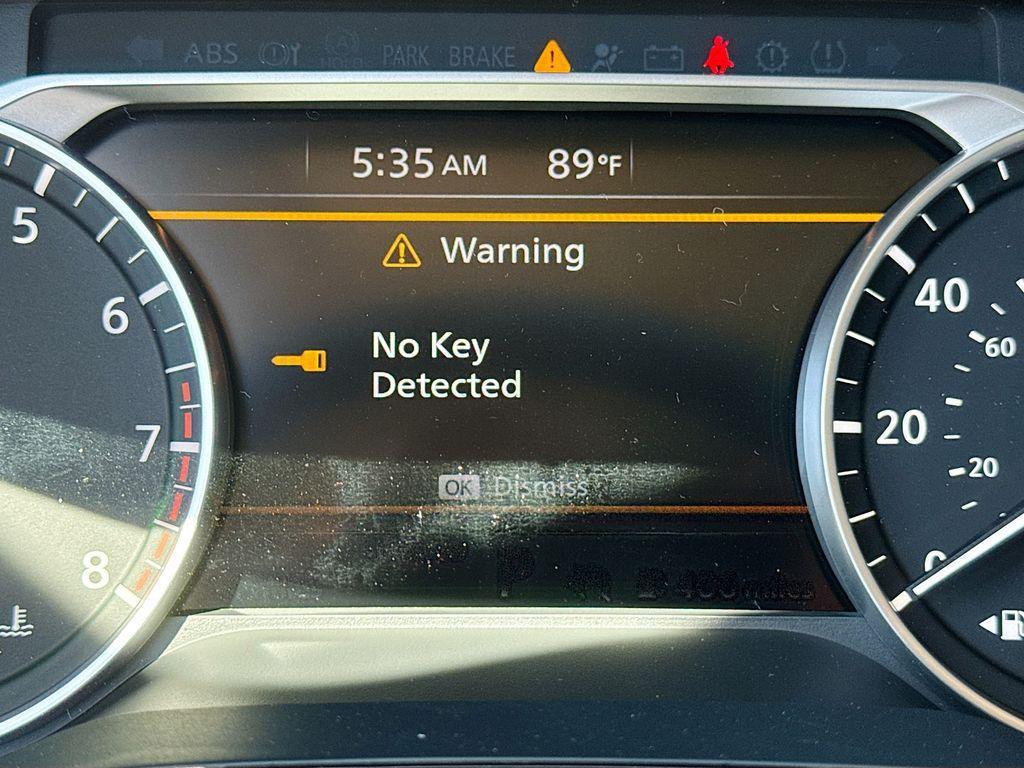 ABS
PARK
BRAKE
5:35 AM 89°F
Warning
No Key
Detected
OK Dismiss
P
5
6
7
8
40
60
20
20
0